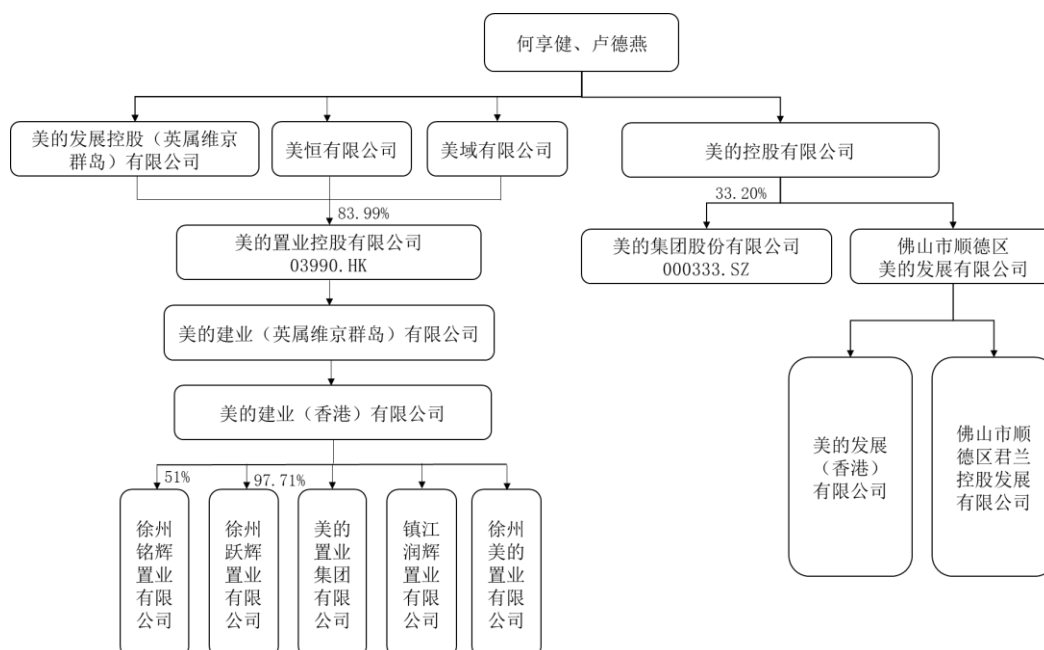 何享健、卢德燕
美的发展控股（英属维京
群岛）有限公司
美恒有限公司
美域有限公司
美的控股有限公司
83.99%
33.20%
美的置业控股有限公司
03990.HK
美的集团股份有限公司
000333.SZ
佛山市顺德区
美的发展有限公司
美的建业（英属维京群岛）有限公司
美的建业（香港）有限公司
美的发展
（香港）
有限公司
佛山市顺
德区君兰
控股发展
有限公司
51%
97.71%
徐州
铭辉
置业
有限
公司
徐州
跃辉
置业
有限
公司
美的
置业
集团
有限
公司
镇江
润辉
置业
有限
公司
徐州
美的
置业
有限
公司